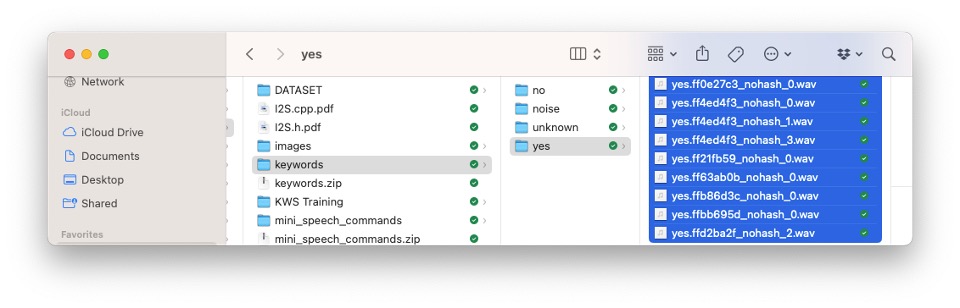 yes
Network
iCloud
iCloud Drive
Documents
Desktop
Shared
Favorites
DATASET
I2S.cpp.pdf
I2S.h.pdf
images
keywords
keywords.zip
KWS Training
mini_speech_commands
mini_speech_commands.zip
no
noise
unknown
yes
yes.ff0e27c3_nohash_0.wav
yes.ff4ed4f3_nohash_0.wav
yes.ff4ed4f3_nohash_1.wav
yes.ff4ed4f3_nohash_3.wav
yes.ff21fb59_nohash_0.wav
yes.ff63ab0b_nohash_0.wav
yes.ffb86d3c_nohash_0.wav
yes.ffbb695d_nohash_0.wav
yes.ffd2ba2f_nohash_2.wav